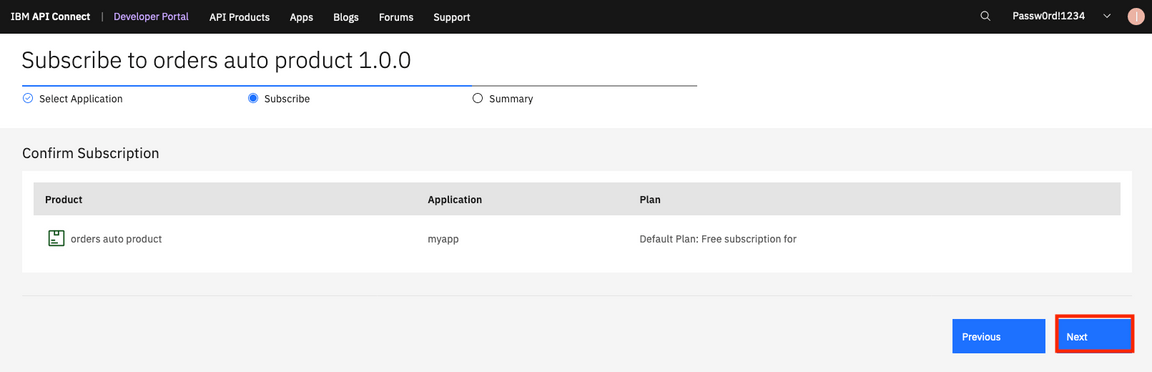 IBM API Connect | Developer Portal API Products Apps Blogs Forums Support Passw0rd!1234 J
Subscribe to orders auto product 1.0.0
Select Application Subscribe Summary
Confirm Subscription
Product Application Plan
orders auto product myapp Default Plan: Free subscription for
Previous Next